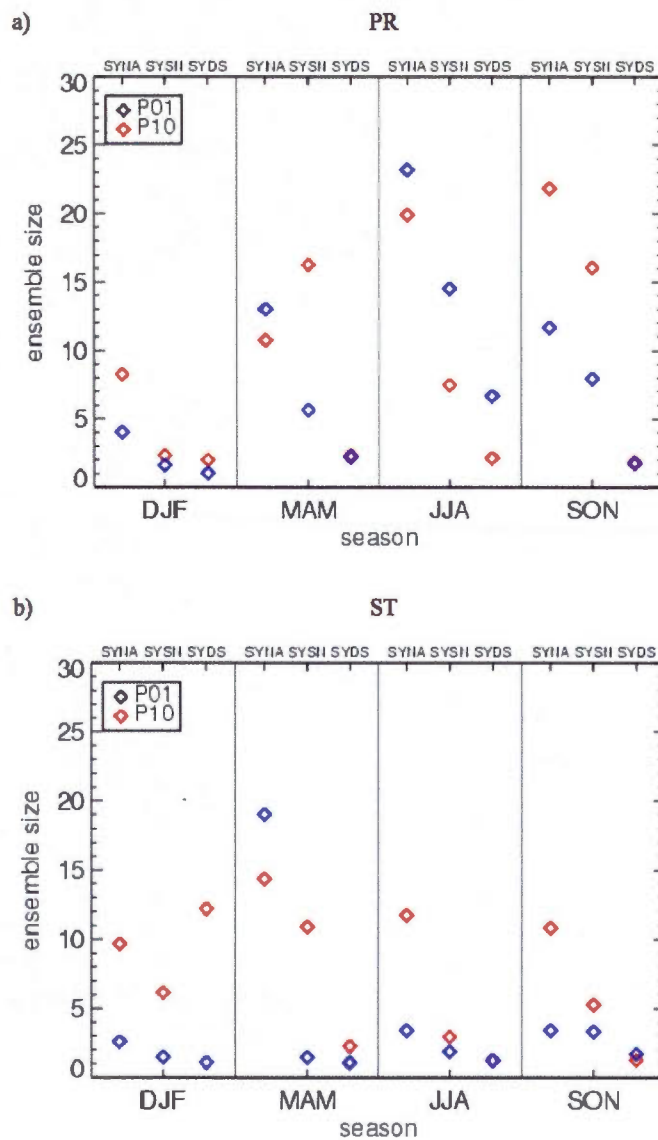 a) PR
SYNA SYSN SYDS SYNA SYSN SYDS SYNA SYSN SYDS SYNA SYSN SYDS
30
P01
P10
25
20
15
10
5
0
ensemble size
DJF MAM JJA SON
season
b) ST
SYNA SYSN SYDS SYNA SYSN SYDS SYNA SYSN SYDS SYNA SYSN SYDS
30
P01
P10
25
20
15
10
5
0
ensemble size
DJF MAM JJA SON
season